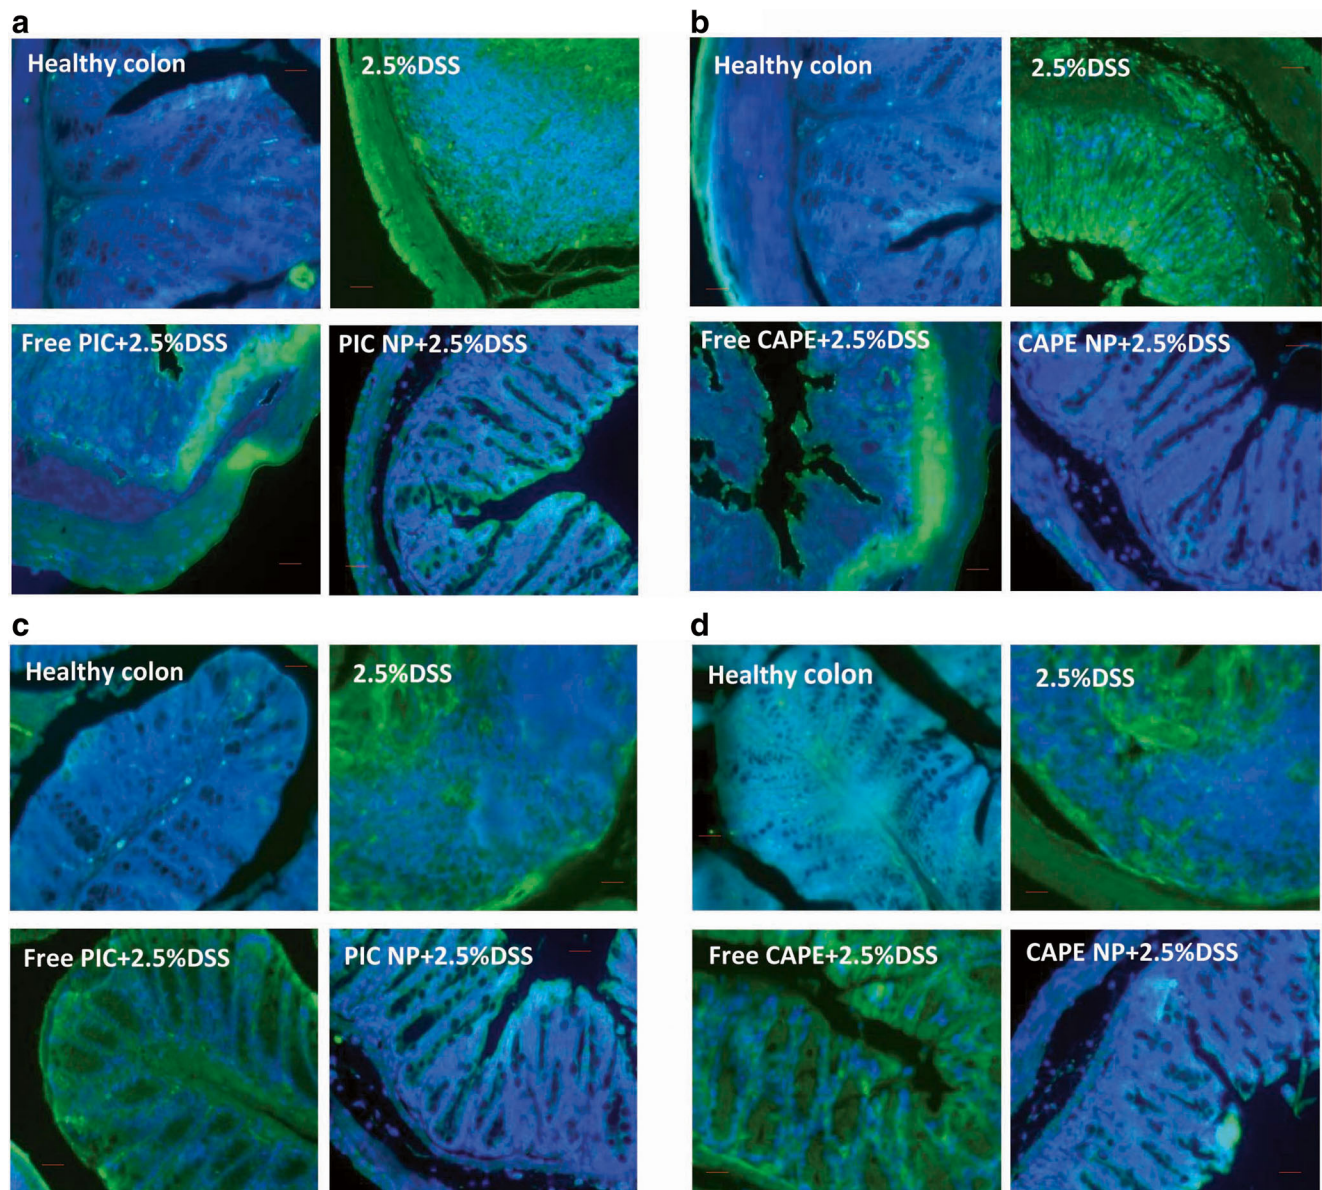 a
Healthy colon
2.5%DSS
Free PIC+2.5%DSS
PIC NP+2.5%DSS
b
Healthy colon
2.5%DSS
Free CAPE+2.5%DSS
CAPE NP+2.5%DSS
c
Healthy colon
2.5%DSS
Free PIC+2.5%DSS
PIC NP+2.5%DSS
d
Healthy colon
2.5%DSS
Free CAPE+2.5%DSS
CAPE NP+2.5%DSS